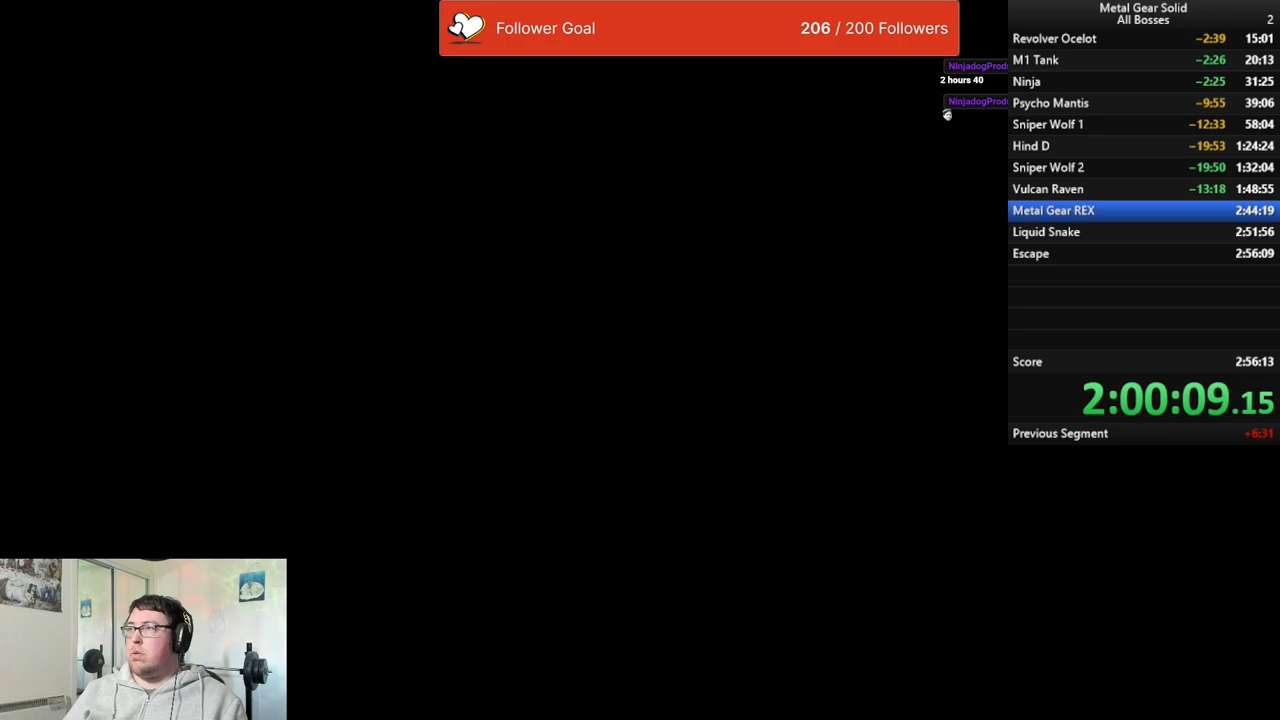 Follower Goal 206 / 200 Followers
NinjadogProd
2 hours 40
NinjadogProd
Metal Gear Solid
All Bosses 2
Revolver Ocelot −2:39 15:01
M1 Tank −2:26 20:13
Ninja −2:25 31:25
Psycho Mantis −9:55 39:06
Sniper Wolf 1 −12:33 58:04
Hind D −19:53 1:24:24
Sniper Wolf 2 −19:50 1:32:04
Vulcan Raven −13:18 1:48:55
Metal Gear REX 2:44:19
Liquid Snake 2:51:56
Escape 2:56:09
Score 2:56:13
2:00:09.15
Previous Segment +6:31